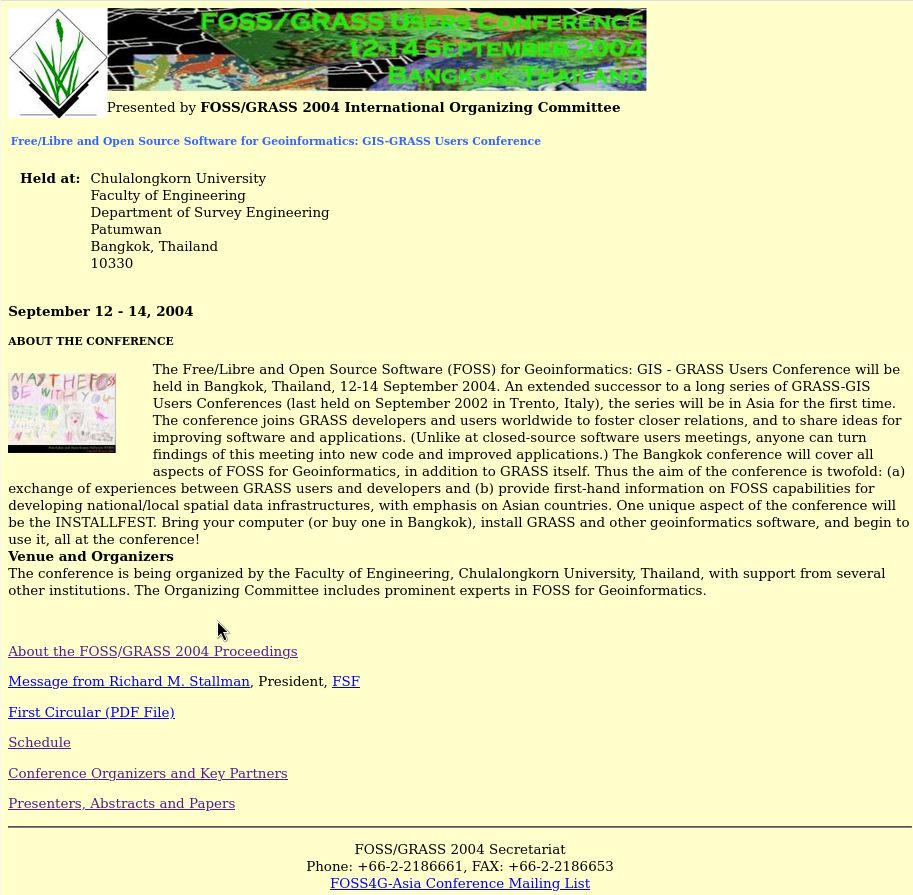 FOSS/GRASS USERS CONFERENCE
12-14 SEPTEMBER 2004
BANGKOK, THAILAND
Presented by FOSS/GRASS 2004 International Organizing Committee
Free/Libre and Open Source Software for Geoinformatics: GIS-GRASS Users Conference
Held at: Chulalongkorn University
Faculty of Engineering
Department of Survey Engineering
Patumwan
Bangkok, Thailand
10330
September 12 - 14, 2004
ABOUT THE CONFERENCE
MAY THE FOSS
BE WITH YOU
The Free/Libre and Open Source Software (FOSS) for Geoinformatics: GIS - GRASS Users Conference will be
held in Bangkok, Thailand, 12-14 September 2004. An extended successor to a long series of GRASS-GIS
Users Conferences (last held on September 2002 in Trento, Italy), the series will be in Asia for the first time.
The conference joins GRASS developers and users worldwide to foster closer relations, and to share ideas for
improving software and applications. (Unlike at closed-source software users meetings, anyone can turn
findings of this meeting into new code and improved applications.) The Bangkok conference will cover all
aspects of FOSS for Geoinformatics, in addition to GRASS itself. Thus the aim of the conference is twofold: (a)
exchange of experiences between GRASS users and developers and (b) provide first-hand information on FOSS capabilities for
developing national/local spatial data infrastructures, with emphasis on Asian countries. One unique aspect of the conference will
be the INSTALLFEST. Bring your computer (or buy one in Bangkok), install GRASS and other geoinformatics software, and begin to
use it, all at the conference!
Venue and Organizers
The conference is being organized by the Faculty of Engineering, Chulalongkorn University, Thailand, with support from several
other institutions. The Organizing Committee includes prominent experts in FOSS for Geoinformatics.
About the FOSS/GRASS 2004 Proceedings
Message from Richard M. Stallman, President, FSF
First Circular (PDF File)
Schedule
Conference Organizers and Key Partners
Presenters, Abstracts and Papers
FOSS/GRASS 2004 Secretariat
Phone: +66-2-2186661, FAX: +66-2-2186653
FOSS4G-Asia Conference Mailing List